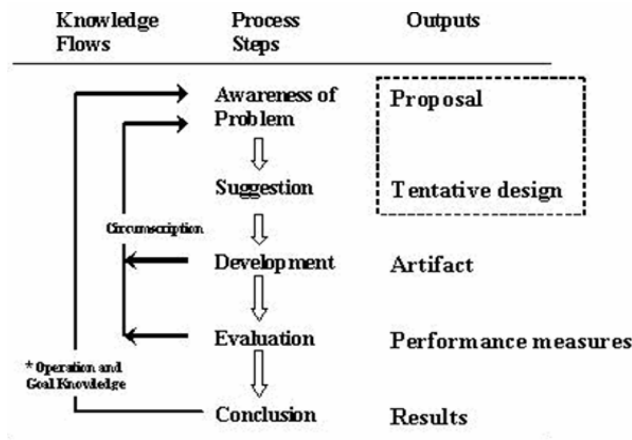 Knowledge Flows
Process Steps
Outputs
Awareness of Problem
Proposal
Suggestion
Tentative design
Circumscription
Development
Artifact
Evaluation
Performance measures
* Operation and Goal Knowledge
Conclusion
Results